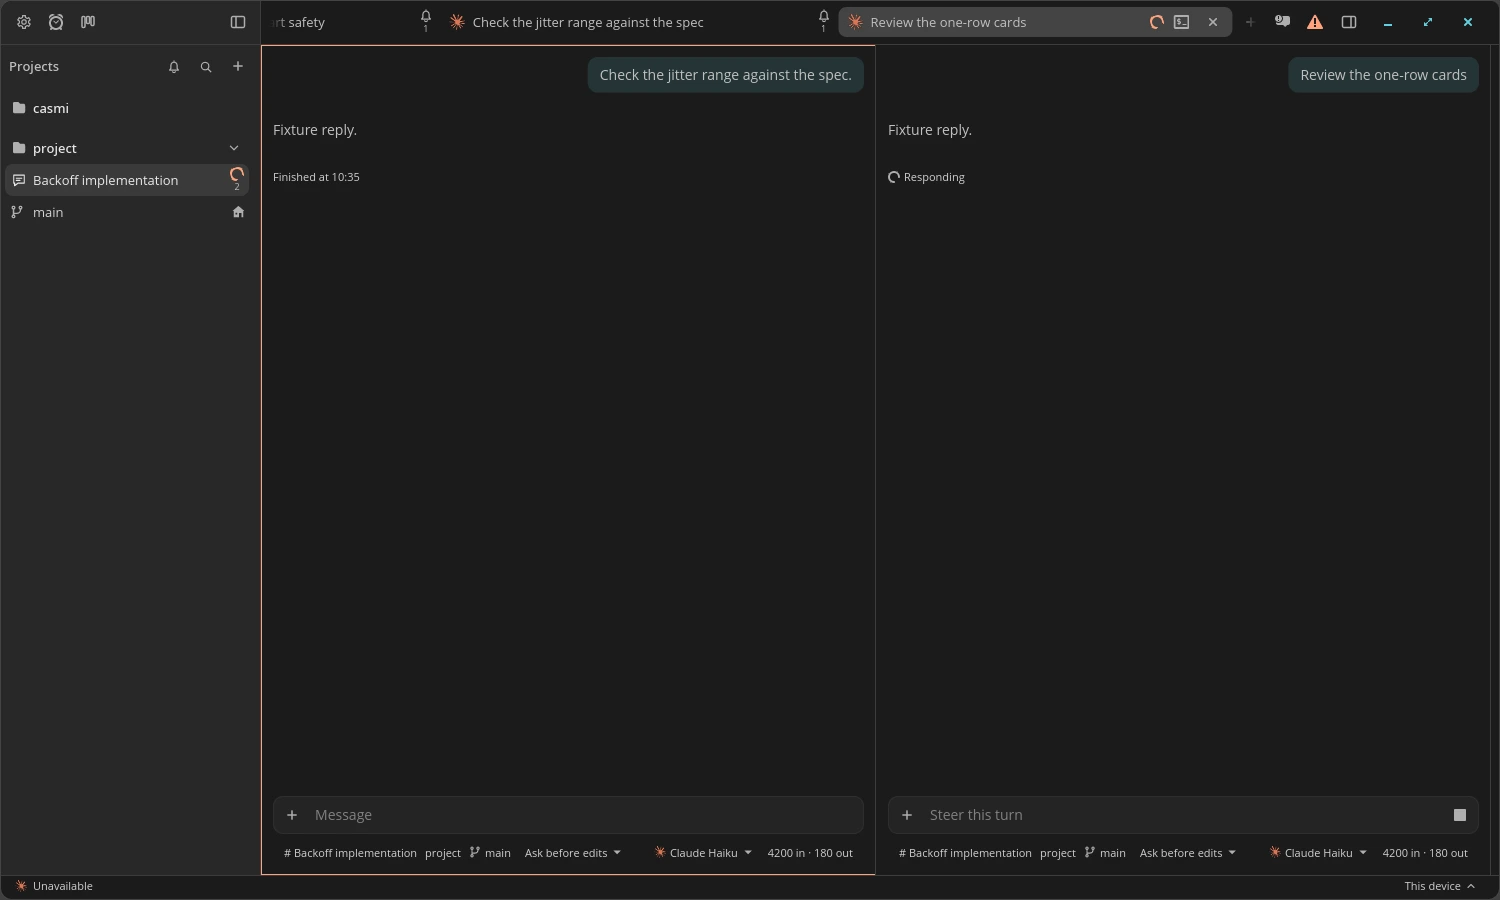 rt safety
1
Check the jitter range against the spec
1
Review the one-row cards
Projects
casmi
project
Backoff implementation
2
main
Check the jitter range against the spec.
Fixture reply.
Finished at 10:35
Message
# Backoff implementation project main Ask before edits Claude Haiku 4200 in · 180 out
Review the one-row cards
Fixture reply.
Responding
Steer this turn
# Backoff implementation project main Ask before edits Claude Haiku 4200 in · 180 out
Unavailable
This device